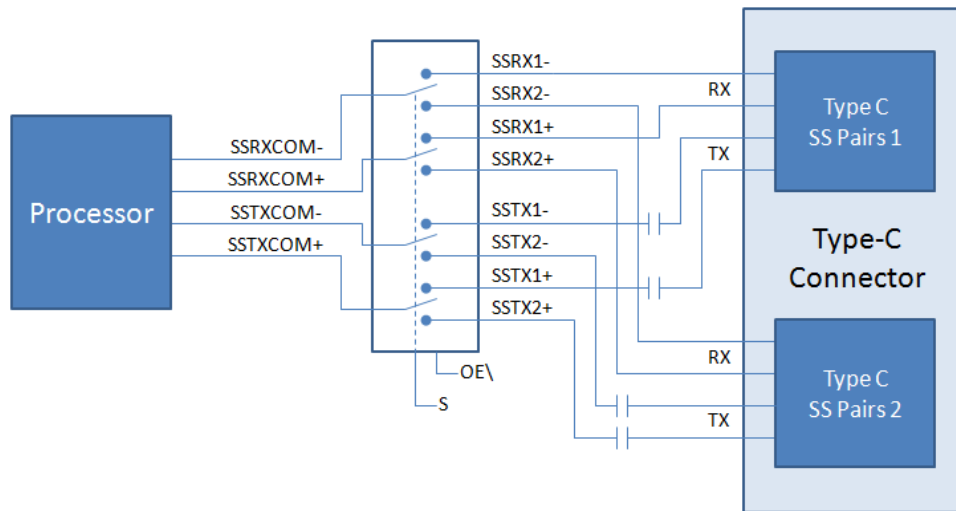 Processor
SSRXCOM-
SSRXCOM+
SSTXCOM-
SSTXCOM+
SSRX1-
SSRX2-
SSRX1+
SSRX2+
SSTX1-
SSTX2-
SSTX1+
SSTX2+
OE\
S
RX
TX
RX
TX
Type C
SS Pairs 1
Type-C
Connector
Type C
SS Pairs 2